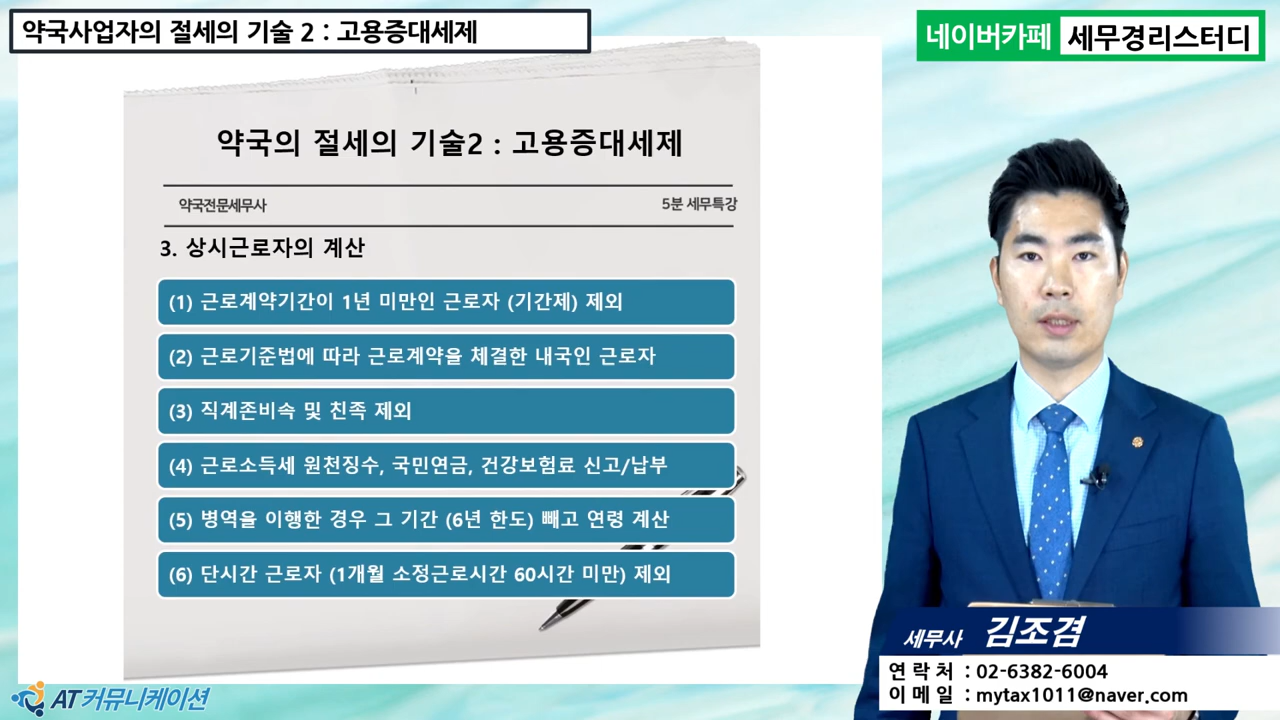 약국사업자의 절세의 기술 2 : 고용증대세제
네이버카페 세무경리스터디
약국의 절세의 기술2 : 고용증대세제
약국전문세무사 5분 세무특강
3. 상시근로자의 계산
(1) 근로계약기간이 1년 미만인 근로자 (기간제) 제외
(2) 근로기준법에 따라 근로계약을 체결한 내국인 근로자
(3) 직계존비속 및 친족 제외
(4) 근로소득세 원천징수, 국민연금, 건강보험료 신고/납부
(5) 병역을 이행한 경우 그 기간 (6년 한도) 빼고 연령 계산
(6) 단시간 근로자 (1개월 소정근로시간 60시간 미만) 제외
세무사 김조겸
연 락 처 : 02-6382-6004
이 메 일 : mytax1011@naver.com
AT커뮤니케이션